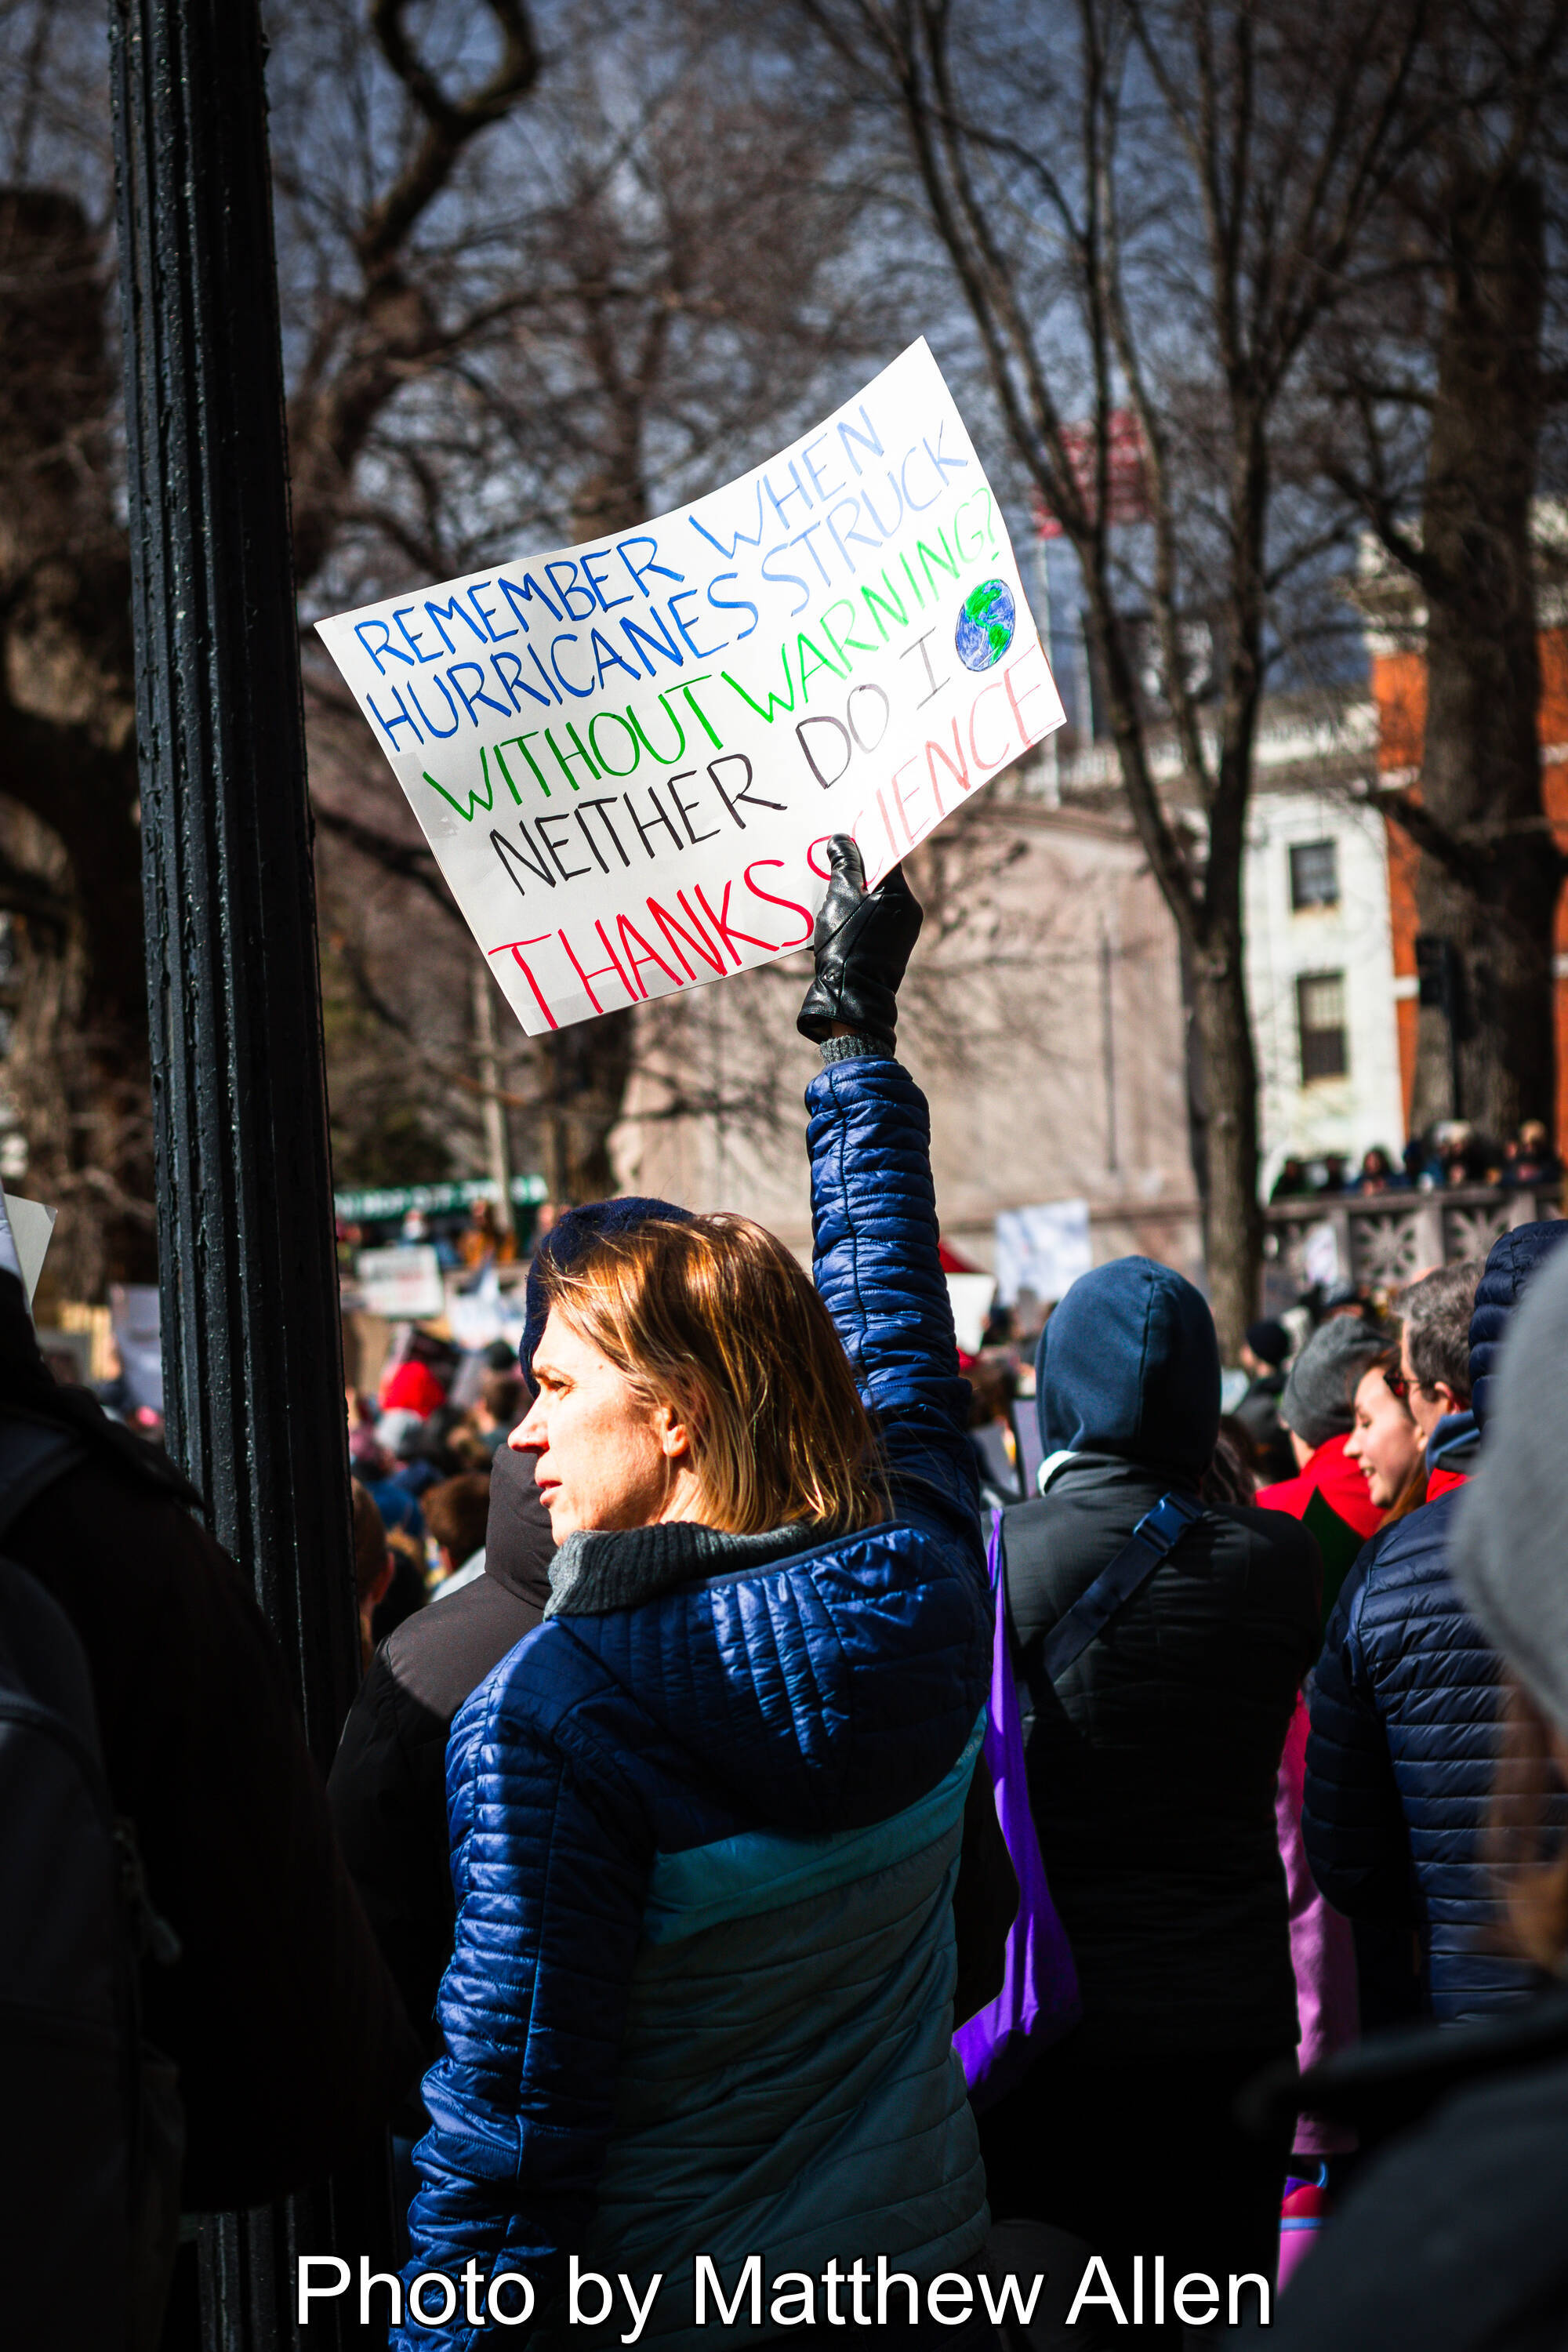 REMEMBER WHEN
HURRICANES STRUCK
WITHOUT WARNING?
NEITHER DO I
THANKS SCIENCE
Photo by Matthew Allen